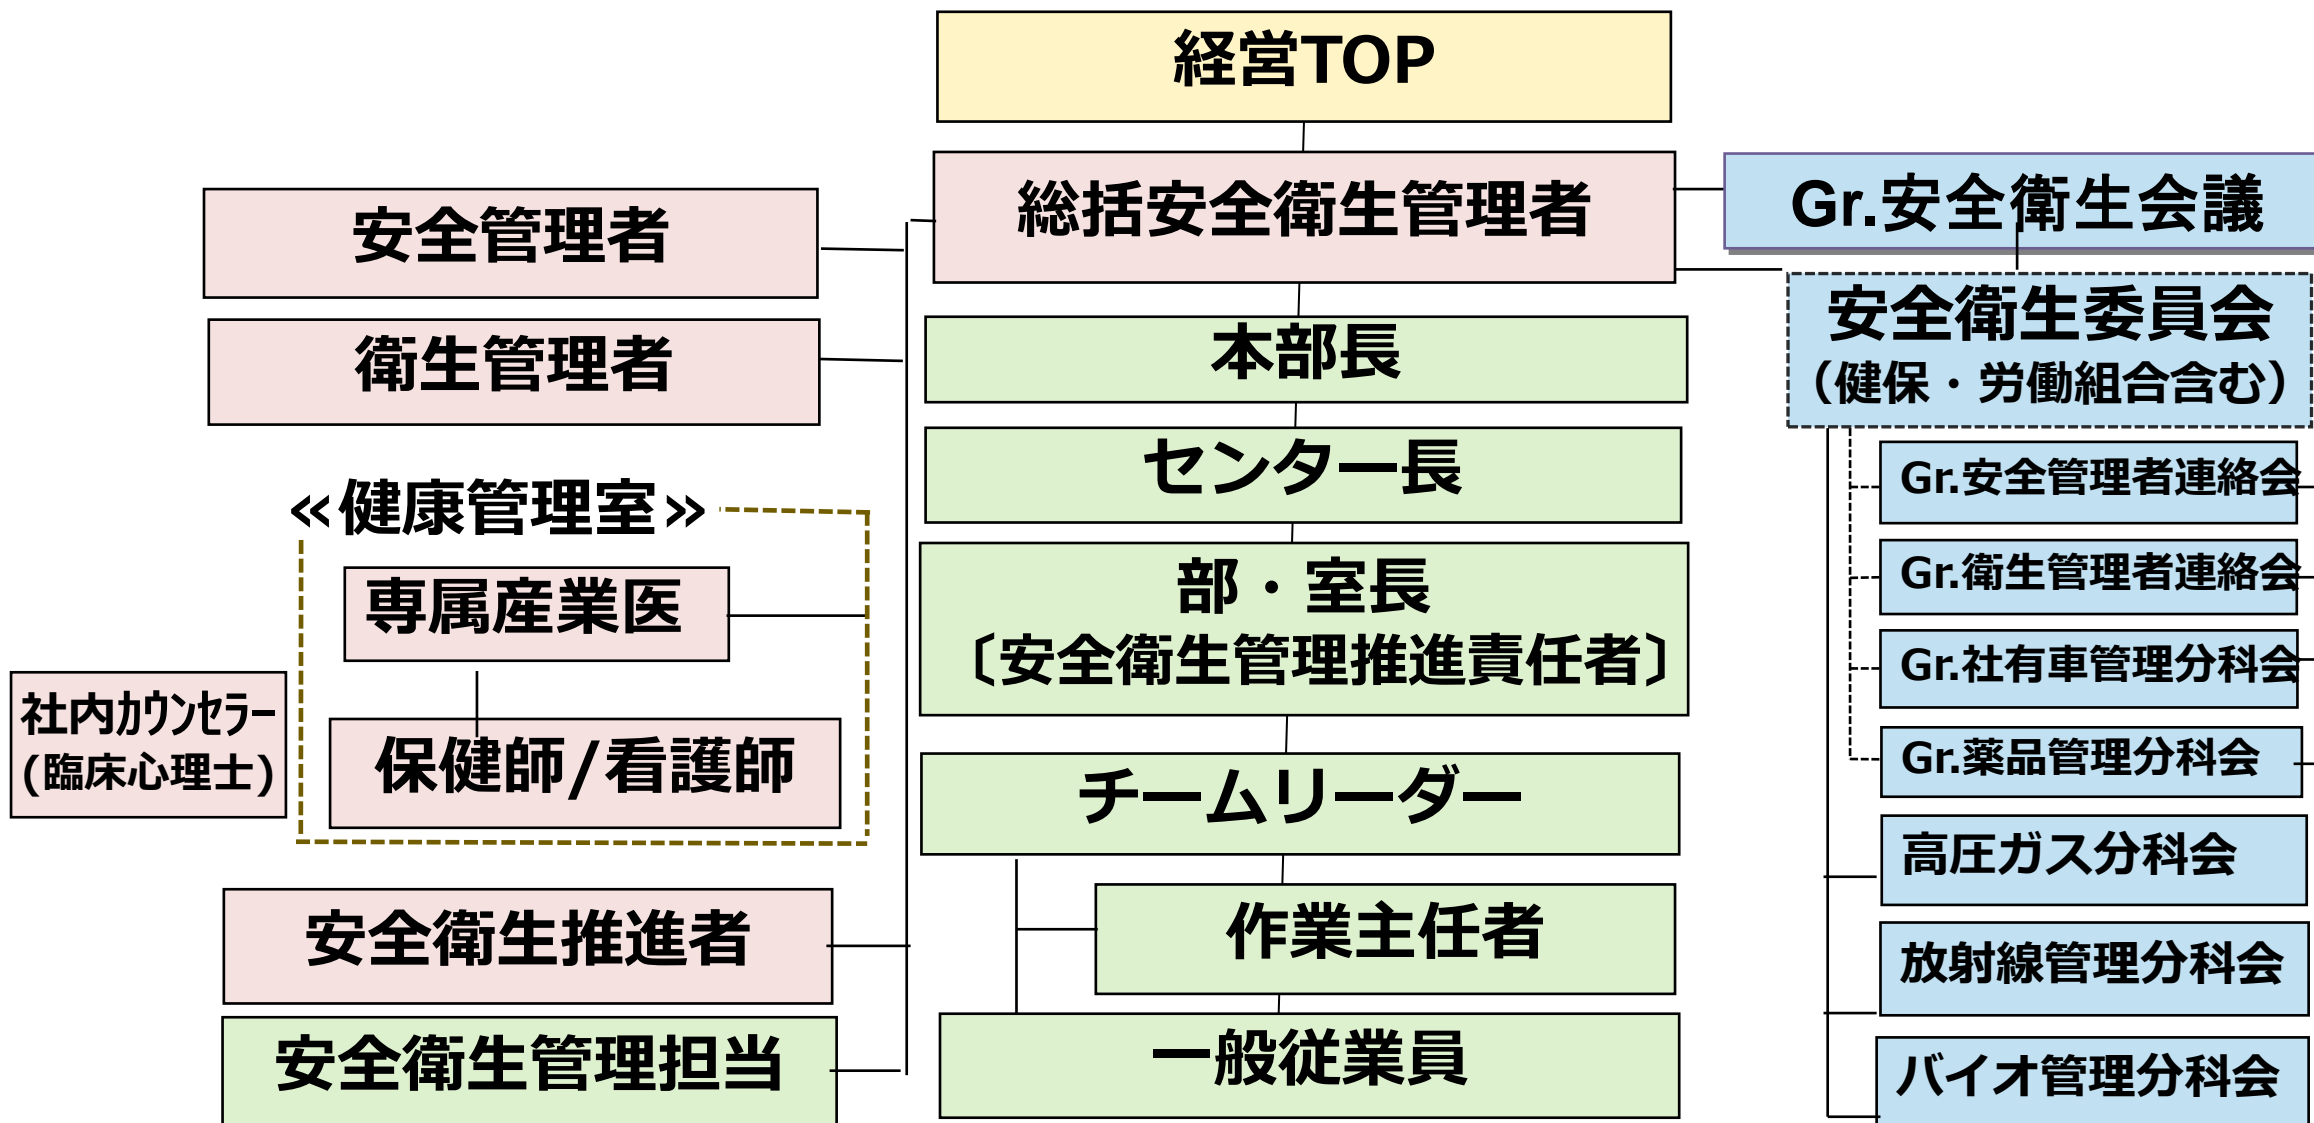 経営TOP
総括安全衛生管理者
Gr.安全衛生会議
安全管理者
衛生管理者
本部長
安全衛生委員会
（健保・労働組合含む）
センター長
≪健康管理室≫
専属産業医
社内ｶｳﾝｾﾗｰ
(臨床心理士)
保健師/看護師
部・室長
〔安全衛生管理推進責任者〕
チームリーダー
作業主任者
一般従業員
安全衛生推進者
安全衛生管理担当
Gr.安全管理者連絡会
Gr.衛生管理者連絡会
Gr.社有車管理分科会
Gr.薬品管理分科会
高圧ガス分科会
放射線管理分科会
バイオ管理分科会